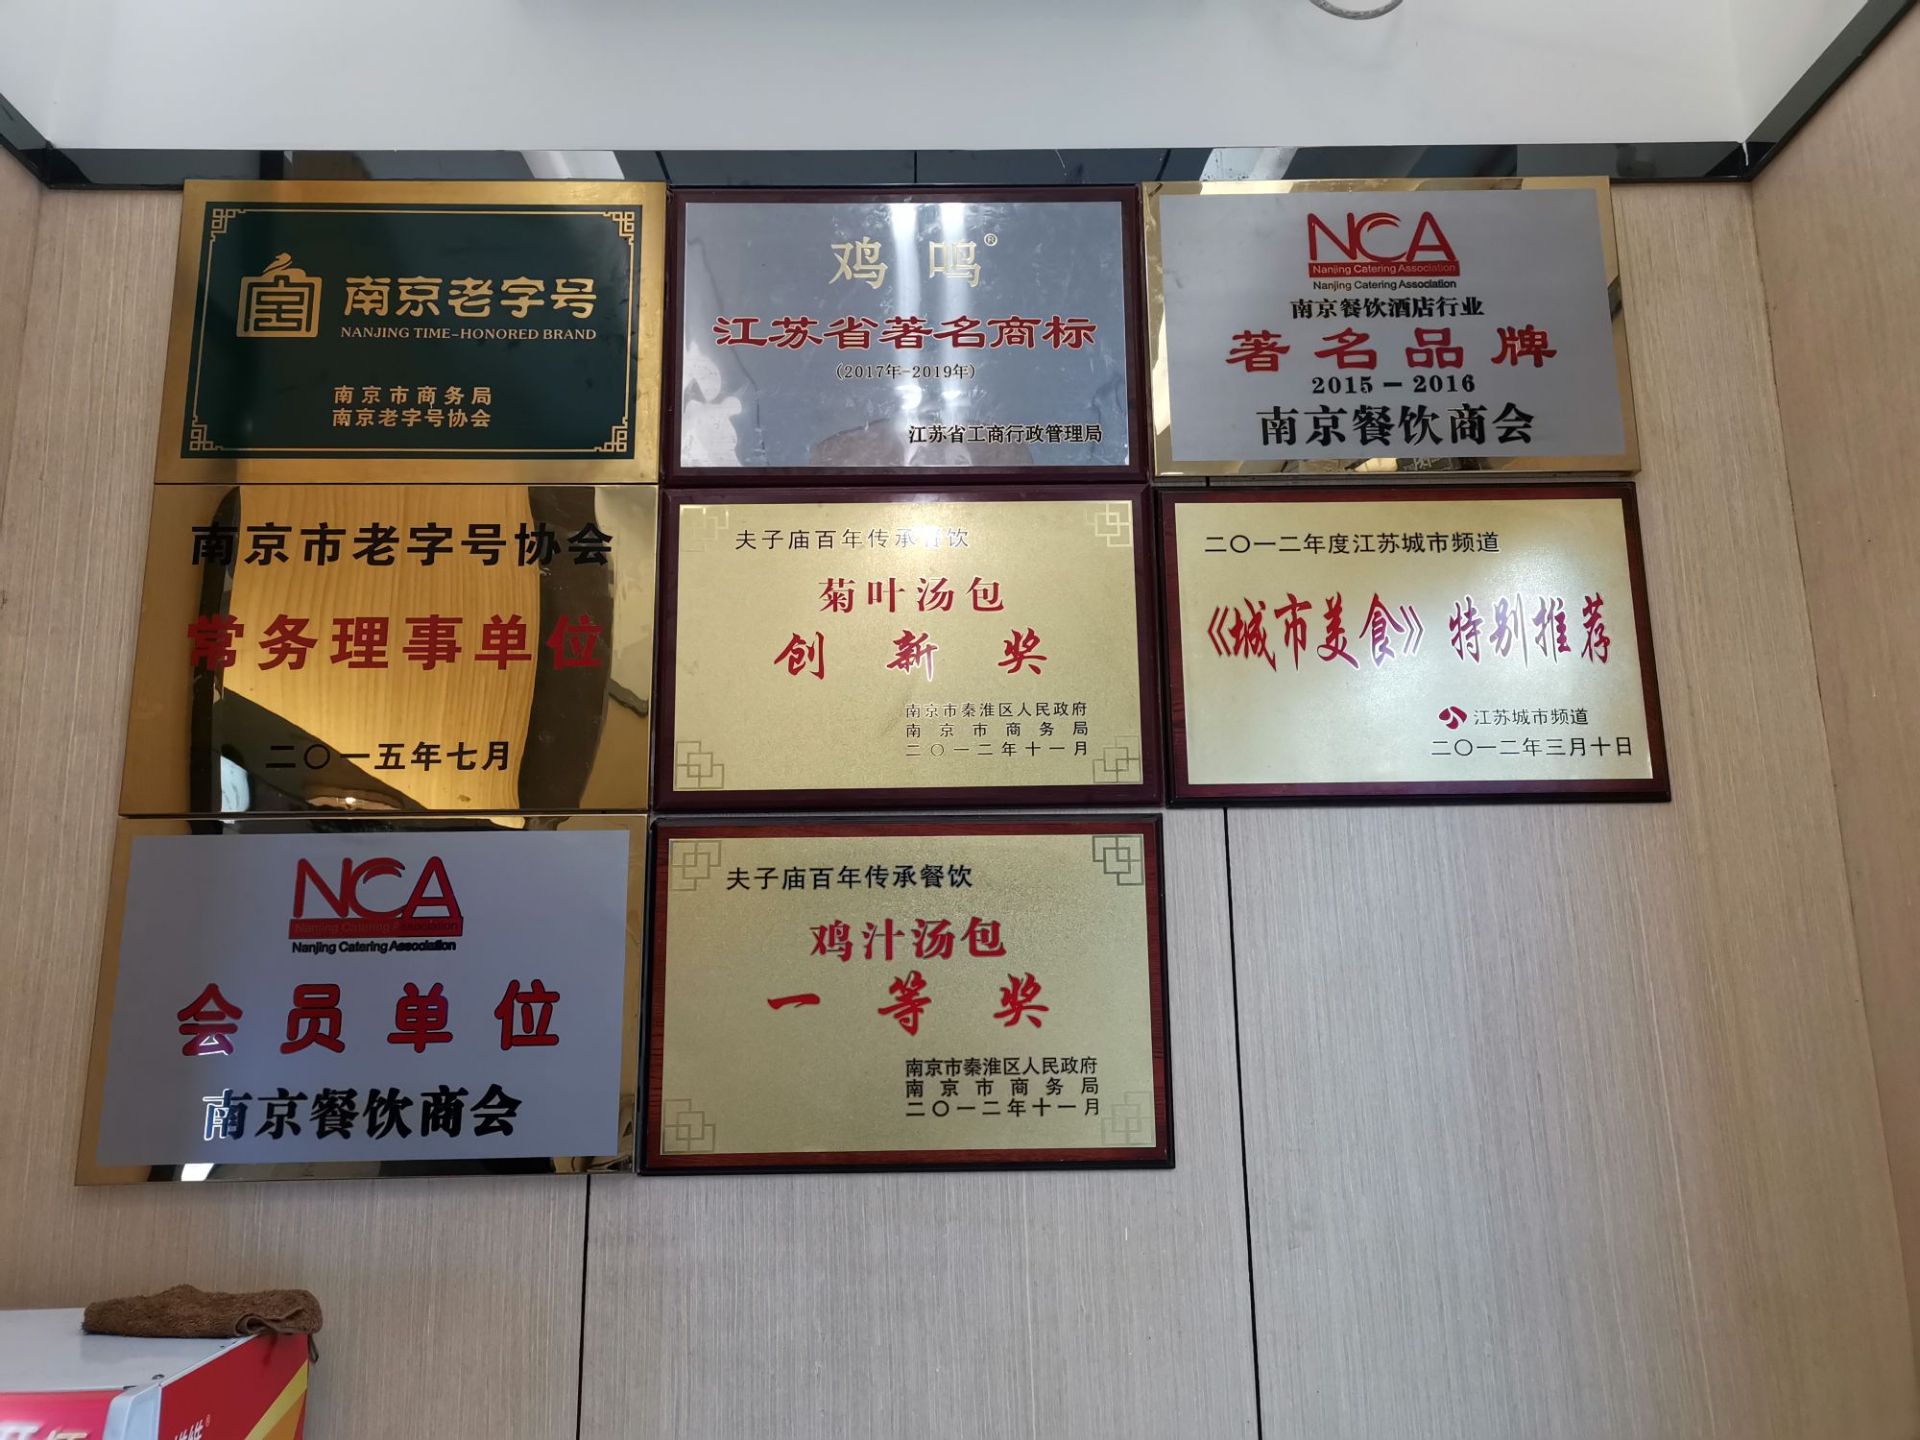 南京老字号
NANJING TIME-HONORED BRAND
南京市商务局
南京老字号协会
鸡鸣®
江苏省著名商标
(2017年-2019年)
江苏省工商行政管理局
NCA
Nanjing Catering Association
Nanjing Catering Association
南京餐饮酒店行业
著名品牌
2015-2016
南京餐饮商会
南京市老字号协会
常务理事单位
二〇一五年七月
夫子庙百年传承餐饮
菊叶汤包
创新奖
南京市秦淮区人民政府
南京市商务局
二〇一二年十一月
二〇一二年度江苏城市频道
《城市美食》特别推荐
江苏城市频道
二〇一二年三月十日
NCA
Nanjing Catering Association
Nanjing Catering Association
会员单位
南京餐饮商会
夫子庙百年传承餐饮
鸡汁汤包
一等奖
南京市秦淮区人民政府
南京市商务局
二〇一二年十一月